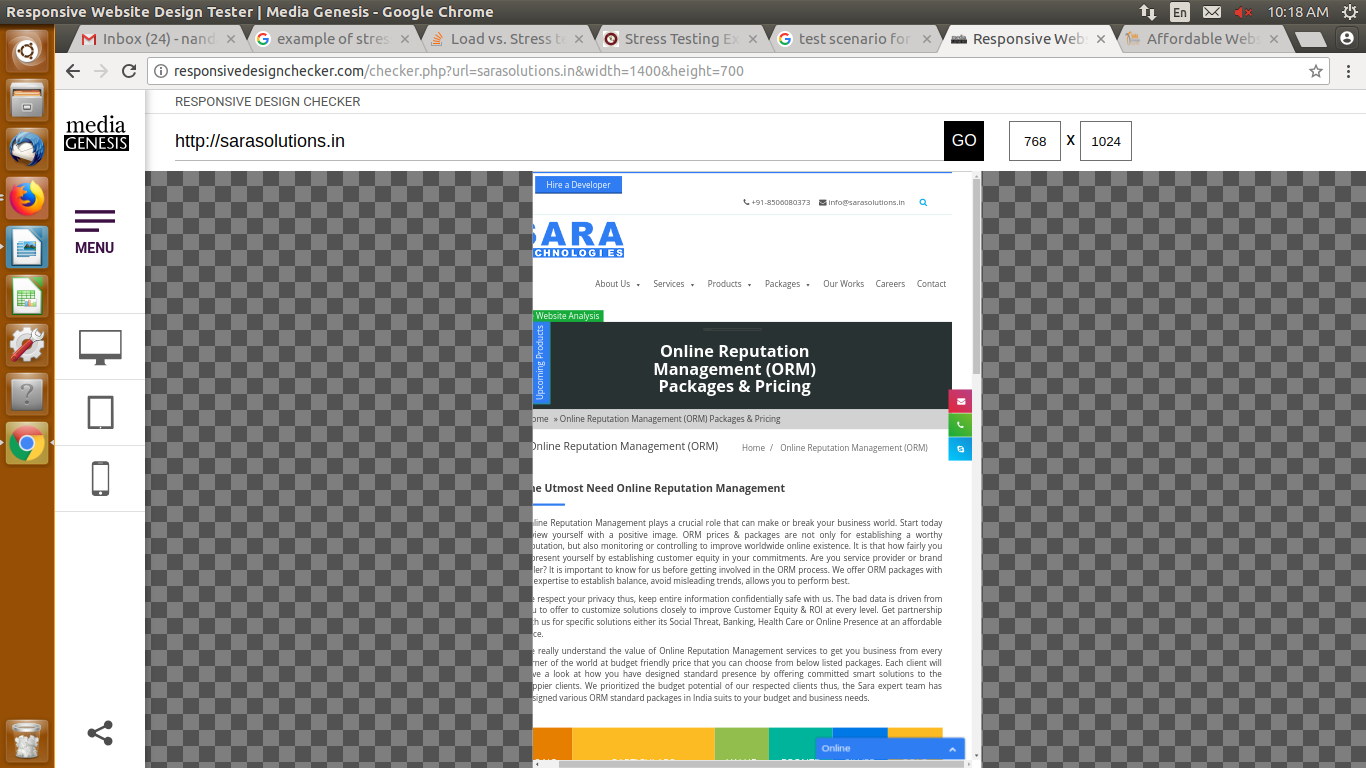 Responsive Website Design Tester | Media Genesis - Google Chrome
En
10:18 AM
Inbox (24) - nand
example of stres
Load vs. Stress te
Stress Testing Ex
test scenario for
Responsive Web
Affordable Webs
responsivedesignchecker.com/checker.php?url=sarasolutions.in&width=1400&height=700
media
GENESIS
MENU
RESPONSIVE DESIGN CHECKER
http://sarasolutions.in
GO
768 X 1024
Hire a Developer
+91-8506080373 info@sarasolutions.in
SARA
CHNOLOGIES
About Us Services Products Packages Our Works Careers Contact
Website Analysis
Upcoming Products
Online Reputation
Management (ORM)
Packages & Pricing
ome » Online Reputation Management (ORM) Packages & Pricing
Online Reputation Management (ORM)
Home / Online Reputation Management (ORM)
he Utmost Need Online Reputation Management
nline Reputation Management plays a crucial role that can make or break your business world. Start today
view yourself with a positive image. ORM prices & packages are not only for establishing a worthy
putation, but also monitoring or controlling to improve worldwide online existence. It is that how fairly you
present yourself by establishing customer equity in your commitments. Are you service provider or brand
ller? It is important to know for us before getting involved in the ORM process. We offer ORM packages with
expertise to establish balance, avoid misleading trends, allows you to perform best.
e respect your privacy thus, keep entire information confidentially safe with us. The bad data is driven from
u to offer to customize solutions closely to improve Customer Equity & ROI at every level. Get partnership
th us for specific solutions either its Social Threat, Banking, Health Care or Online Presence at an affordable
ce.
e really understand the value of Online Reputation Management services to get you business from every
rner of the world at budget friendly price that you can choose from below listed packages. Each client will
ve a look at how you have designed standard presence by offering committed smart solutions to the
ppier clients. We prioritized the budget potential of our respected clients thus, the Sara expert team has
signed various ORM standard packages in India suits to your budget and business needs.
Online